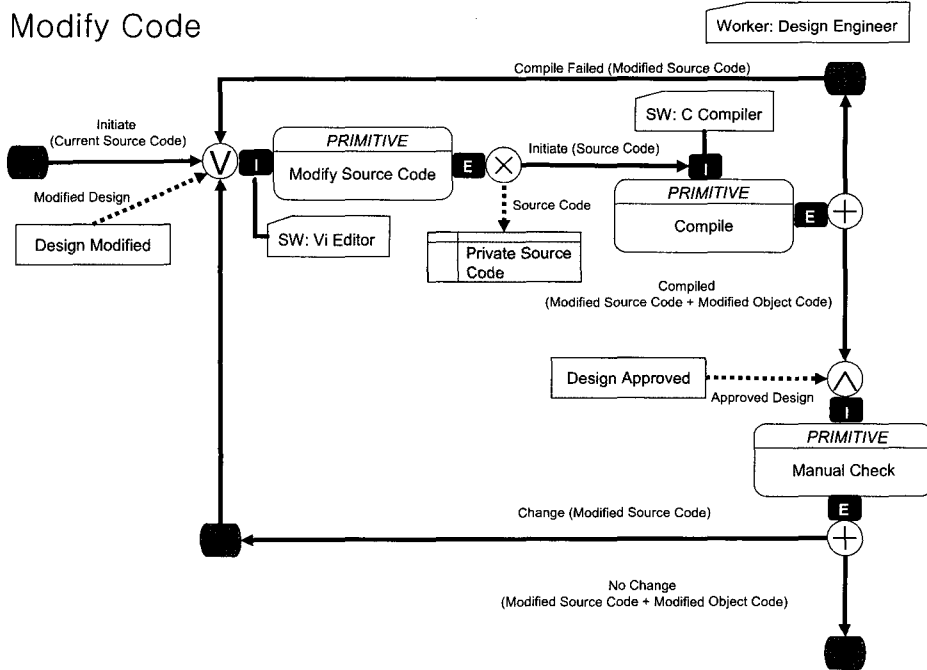 Modify Code
Worker: Design Engineer
Compile Failed (Modified Source Code)
SW: C Compiler
Initiate
(Current Source Code)
V
I
PRIMITIVE
Modify Source Code
E
Initiate (Source Code)
I
Modified Design
Design Modified
SW: Vi Editor
Source Code
Private Source
Code
PRIMITIVE
Compile
E
Compiled
(Modified Source Code + Modified Object Code)
Design Approved
Approved Design
I
PRIMITIVE
Manual Check
E
Change (Modified Source Code)
No Change
(Modified Source Code + Modified Object Code)